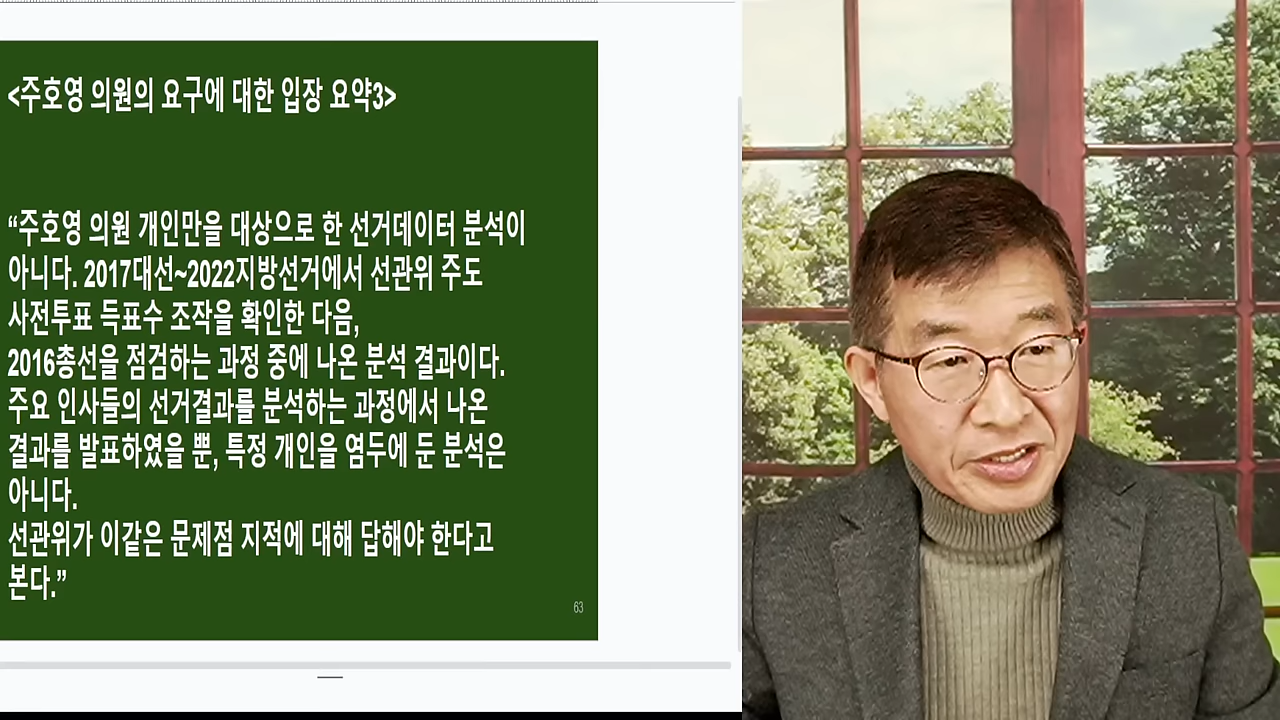 <주호영 의원의 요구에 대한 입장 요약3>
“주호영 의원 개인만을 대상으로 한 선거데이터 분석이
아니다. 2017대선~2022지방선거에서 선관위 주도
사전투표 득표수 조작을 확인한 다음,
2016총선을 점검하는 과정 중에 나온 분석 결과이다.
주요 인사들의 선거결과를 분석하는 과정에서 나온
결과를 발표하였을 뿐, 특정 개인을 염두에 둔 분석은
아니다.
선관위가 이같은 문제점 지적에 대해 답해야 한다고
본다.”
63